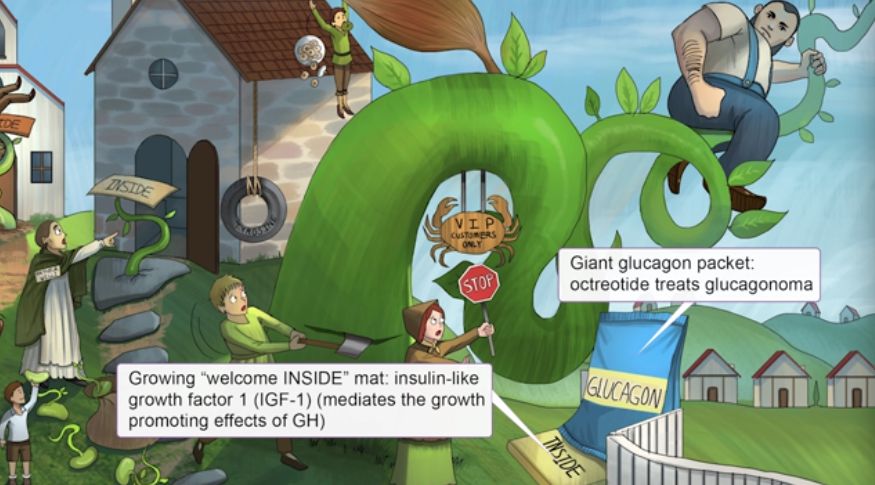 IDE
INSIDE
VIP
CUSTOMERS
ONLY
STOP
Giant glucagon packet:
octreotide treats glucagonoma
Growing “welcome INSIDE” mat: insulin-like
growth factor 1 (IGF-1) (mediates the growth
promoting effects of GH)
GLUCAGON
INSIDE